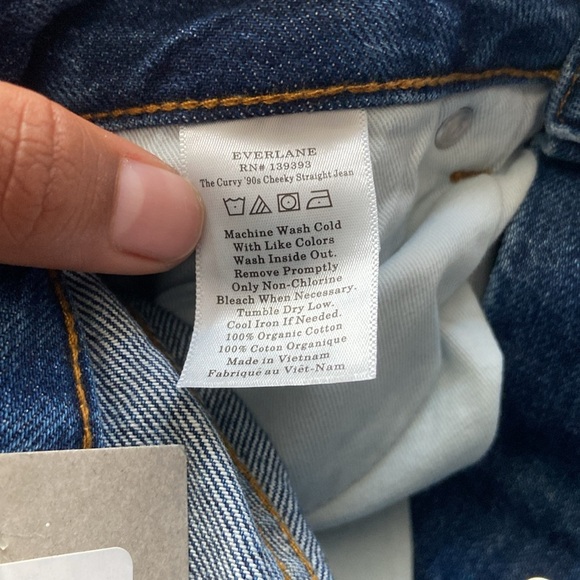 EVERLANE
RN# 139393
The Curvy '90s Cheeky Straight Jean
Machine Wash Cold
With Like Colors
Wash Inside Out.
Remove Promptly
Only Non-Chlorine
Bleach When Necessary.
Tumble Dry Low.
Cool Iron If Needed.
100% Organic Cotton
100% Coton Organique
Made in Vietnam
Fabriqué au Viêt-Nam